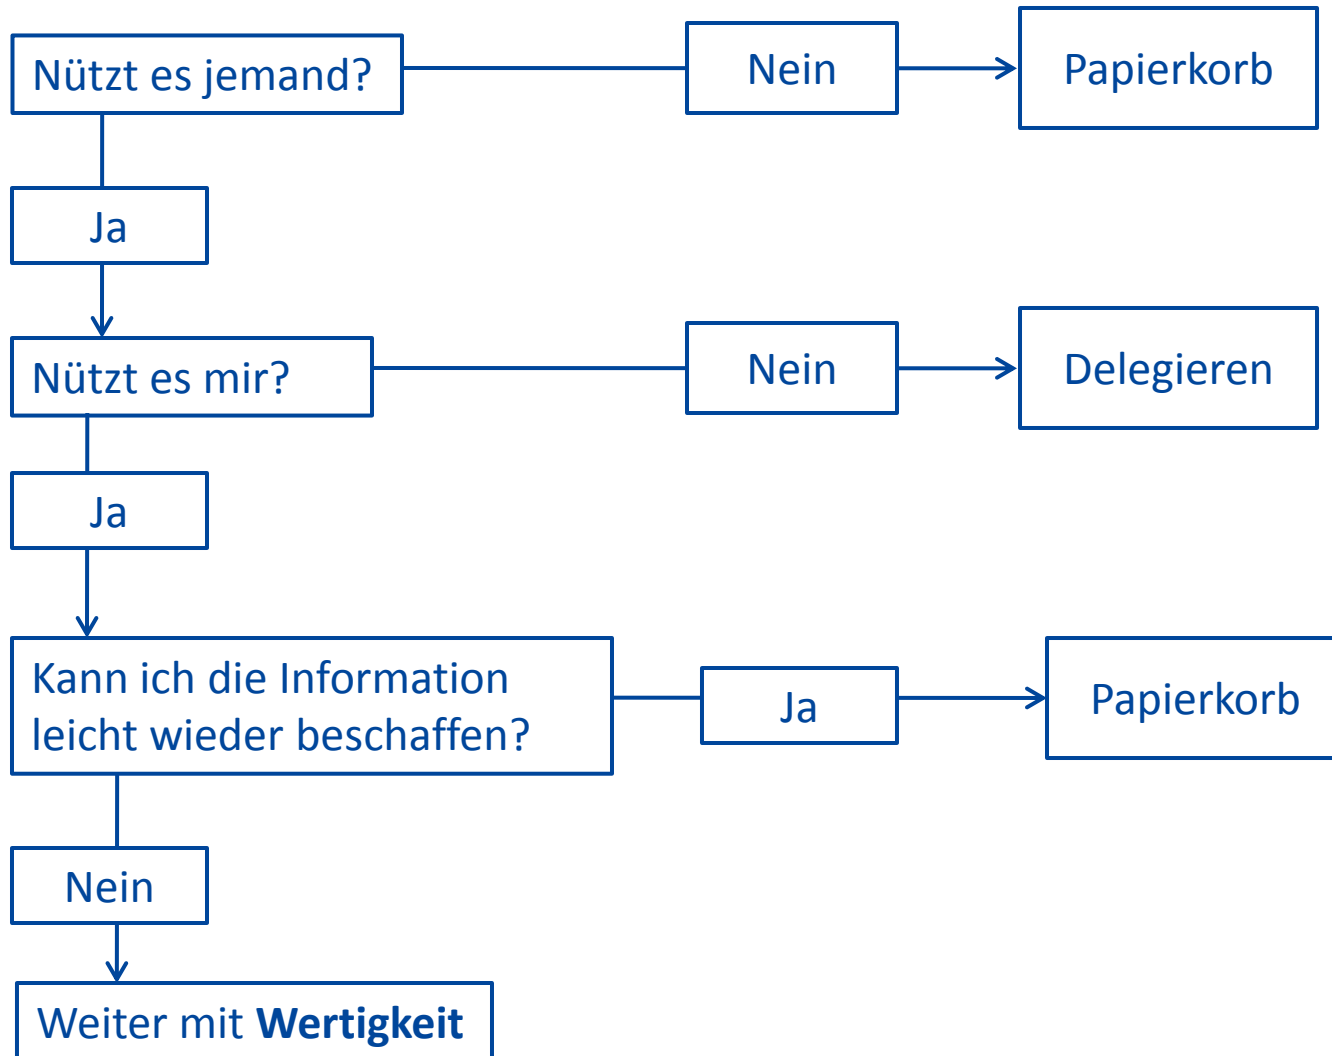 Nützt es jemand?
Nein
Papierkorb
Ja
Nützt es mir?
Nein
Delegieren
Ja
Kann ich die Information
leicht wieder beschaffen?
Ja
Papierkorb
Nein
Weiter mit Wertigkeit